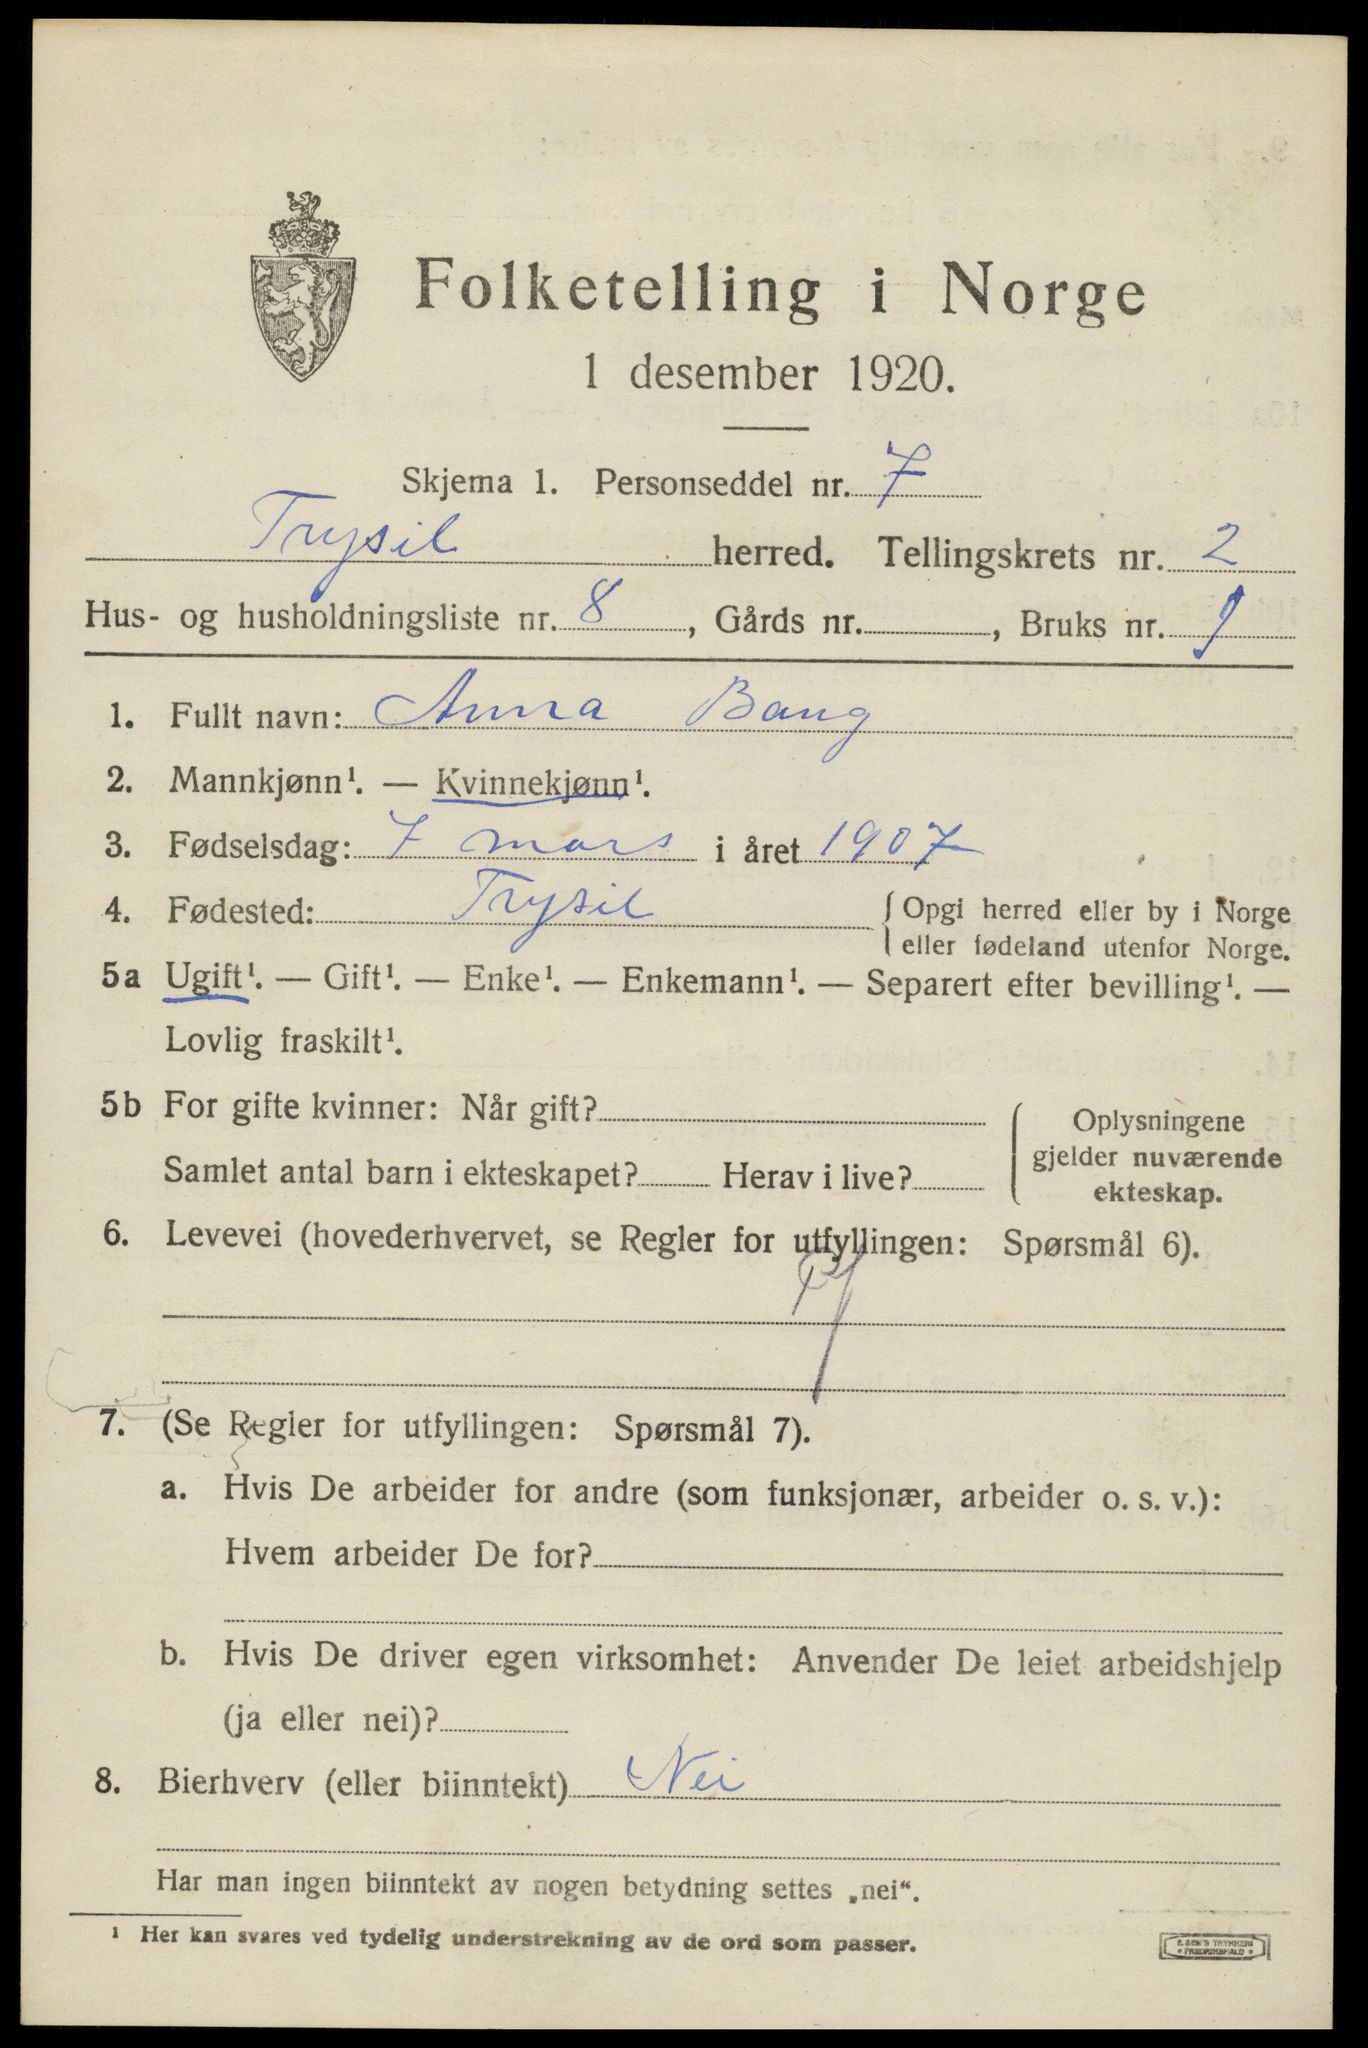 Folketelling i Norge
1 desember 1920.
Skjema 1. Personseddel nr. 7
Trysil herred. Tellingskrets nr. 2
Hus- og husholdningsliste nr. 8, Gårds nr. , Bruks nr.
1. Fullt navn: Anna Bang
2. Mannkjønn¹. — Kvinnekjønn¹.
3. Fødselsdag: 7 mars i året 1907
4. Fødested: Trysil { Opgi herred eller by i Norge
eller fødeland utenfor Norge.
5a Ugift¹. — Gift¹. — Enke¹. — Enkemann¹. — Separert efter bevilling¹. —
Lovlig fraskilt¹.
5b For gifte kvinner: Når gift?
Samlet antal barn i ekteskapet? Herav i live?
{ Oplysningene
gjelder nuværende
ekteskap.
6. Levevei (hovederhvervet, se Regler for utfyllingen: Spørsmål 6).
7. (Se Regler for utfyllingen: Spørsmål 7).
a. Hvis De arbeider for andre (som funksjonær, arbeider o. s. v.):
Hvem arbeider De for?
b. Hvis De driver egen virksomhet: Anvender De leiet arbeidshjelp
(ja eller nei)?
8. Bierhverv (eller biinntekt) Nei
Har man ingen biinntekt av nogen betydning settes „nei“.
¹ Her kan svares ved tydelig understrekning av de ord som passer.
TRYKKERI
FREDRIKSHALD